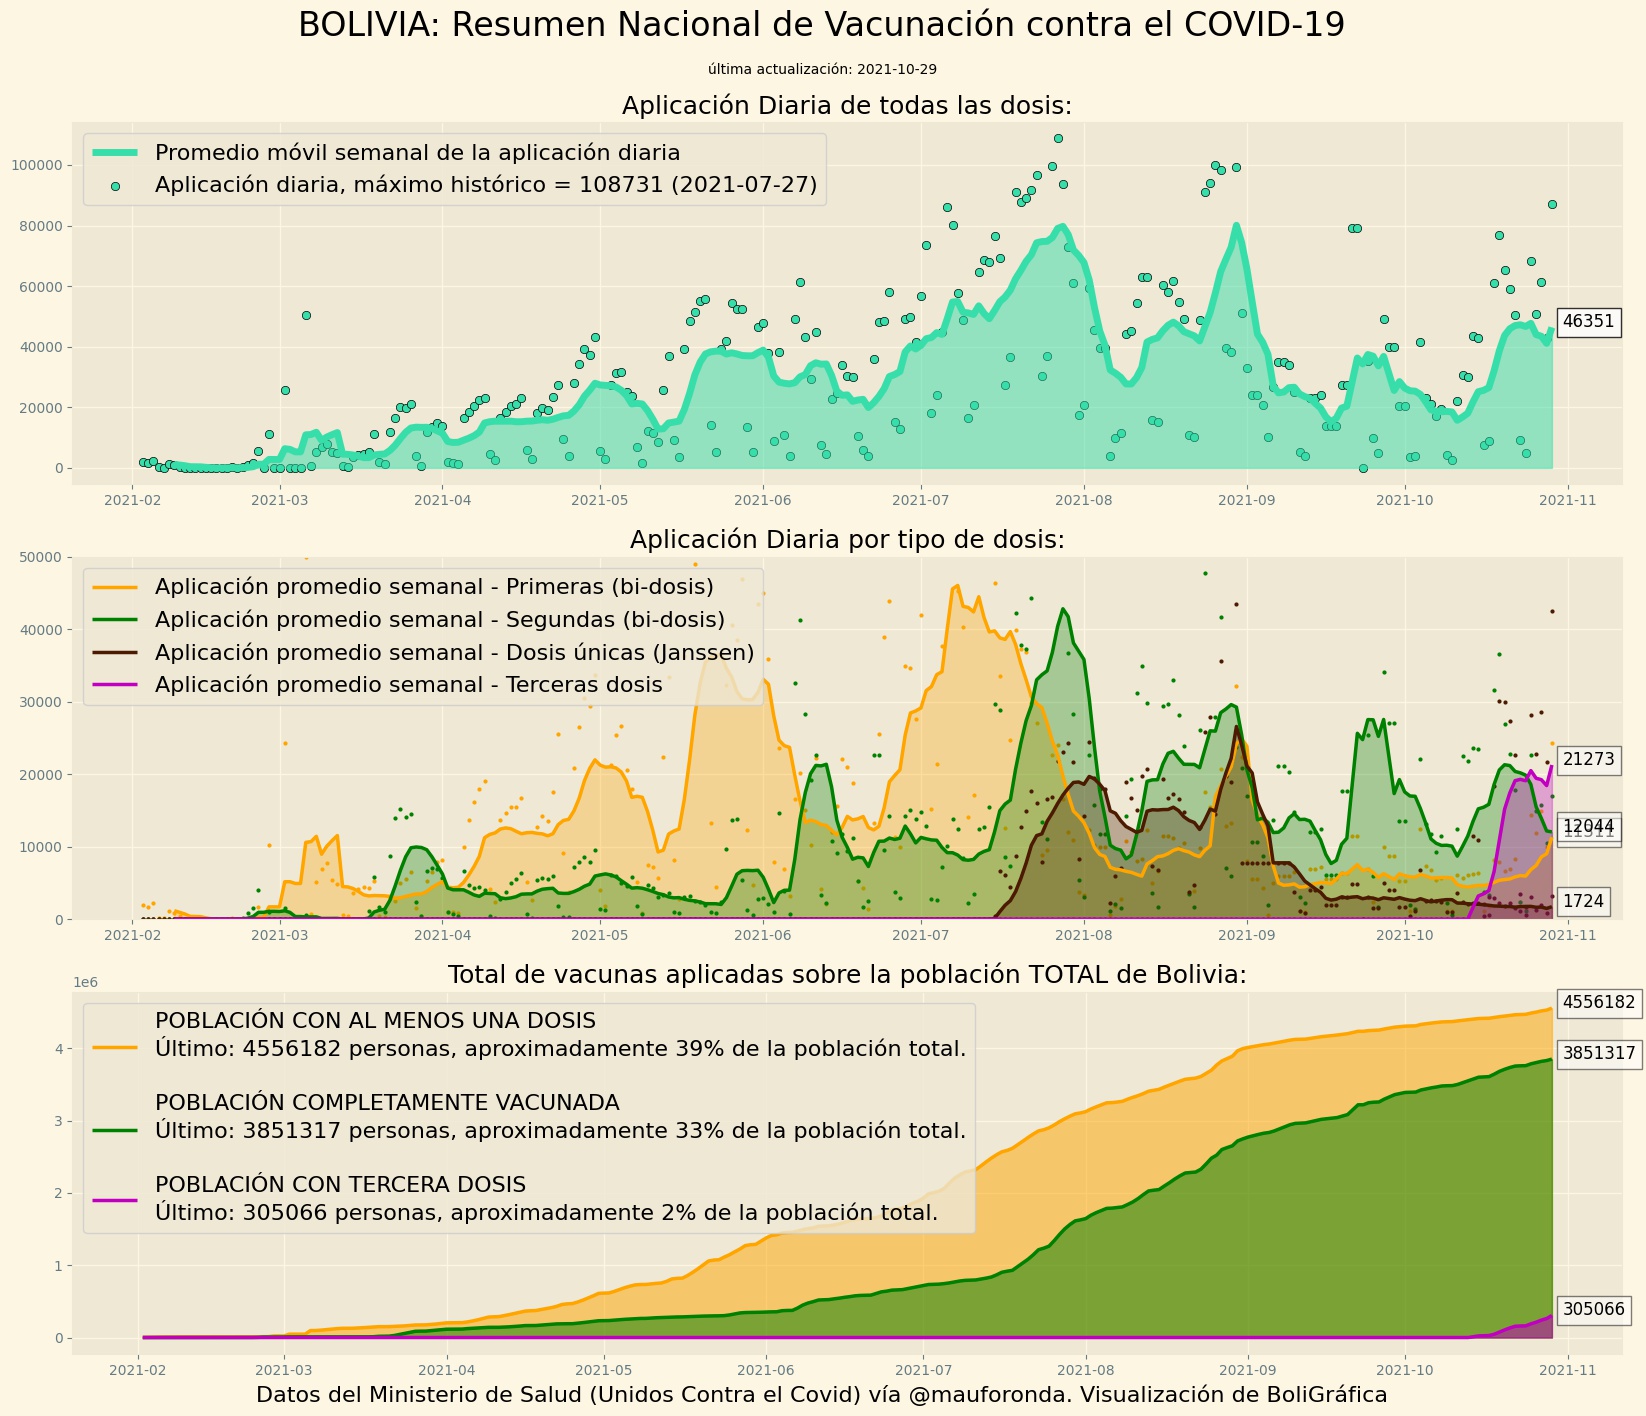 BOLIVIA: Resumen Nacional de Vacunación contra el COVID-19
última actualización: 2021-10-29
Aplicación Diaria de todas las dosis:
Promedio móvil semanal de la aplicación diaria
Aplicación diaria, máximo histórico = 108731 (2021-07-27)
100000
80000
60000
40000
20000
0
46351
2021-02 2021-03 2021-04 2021-05 2021-06 2021-07 2021-08 2021-09 2021-10 2021-11
Aplicación Diaria por tipo de dosis:
Aplicación promedio semanal - Primeras (bi-dosis)
Aplicación promedio semanal - Segundas (bi-dosis)
Aplicación promedio semanal - Dosis únicas (Janssen)
Aplicación promedio semanal - Terceras dosis
50000
40000
30000
20000
10000
0
21273
12044
1724
2021-02 2021-03 2021-04 2021-05 2021-06 2021-07 2021-08 2021-09 2021-10 2021-11
Total de vacunas aplicadas sobre la población TOTAL de Bolivia:
1e6
POBLACIÓN CON AL MENOS UNA DOSIS
Último: 4556182 personas, aproximadamente 39% de la población total.
POBLACIÓN COMPLETAMENTE VACUNADA
Último: 3851317 personas, aproximadamente 33% de la población total.
POBLACIÓN CON TERCERA DOSIS
Último: 305066 personas, aproximadamente 2% de la población total.
4
3
2
1
0
4556182
3851317
305066
2021-02 2021-03 2021-04 2021-05 2021-06 2021-07 2021-08 2021-09 2021-10 2021-11
Datos del Ministerio de Salud (Unidos Contra el Covid) vía @mauforonda. Visualización de BoliGráfica